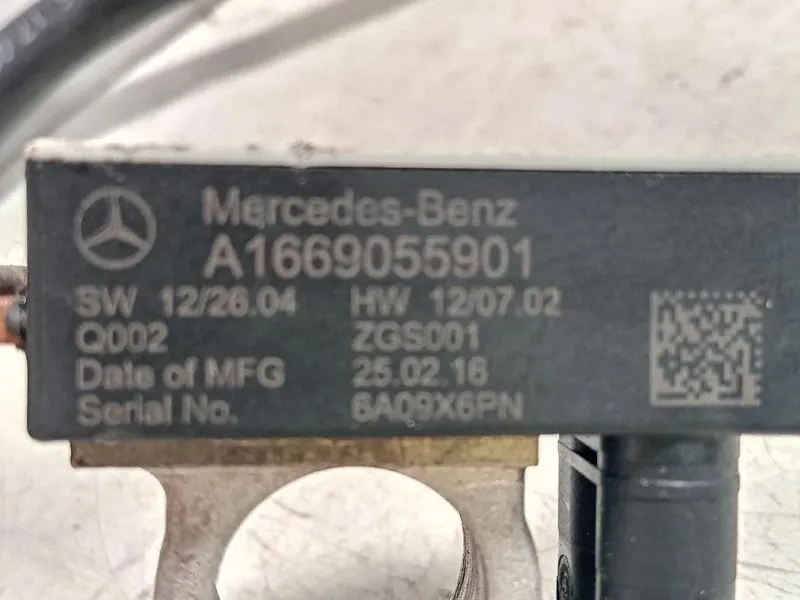 Mercedes-Benz
A1669055901
SW 12/26.04 HW 12/07.02
Q002 ZGS001
Date of MFG 25.02.16
Serial No. 6A09X6PN